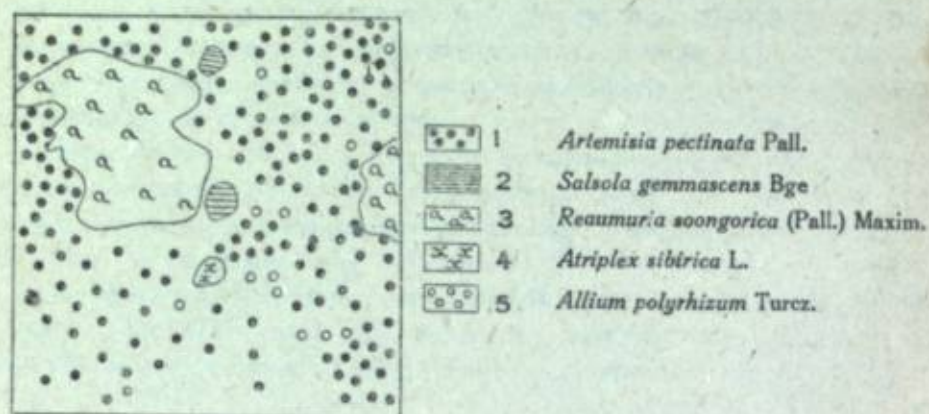 1 Artemisia pectinata Pall.
2 Salsola gemmascens Bge
3 Reaumuria soongorica (Pall.) Maxim.
4 Atriplex sibirica L.
5 Allium polyrhizum Turcz.